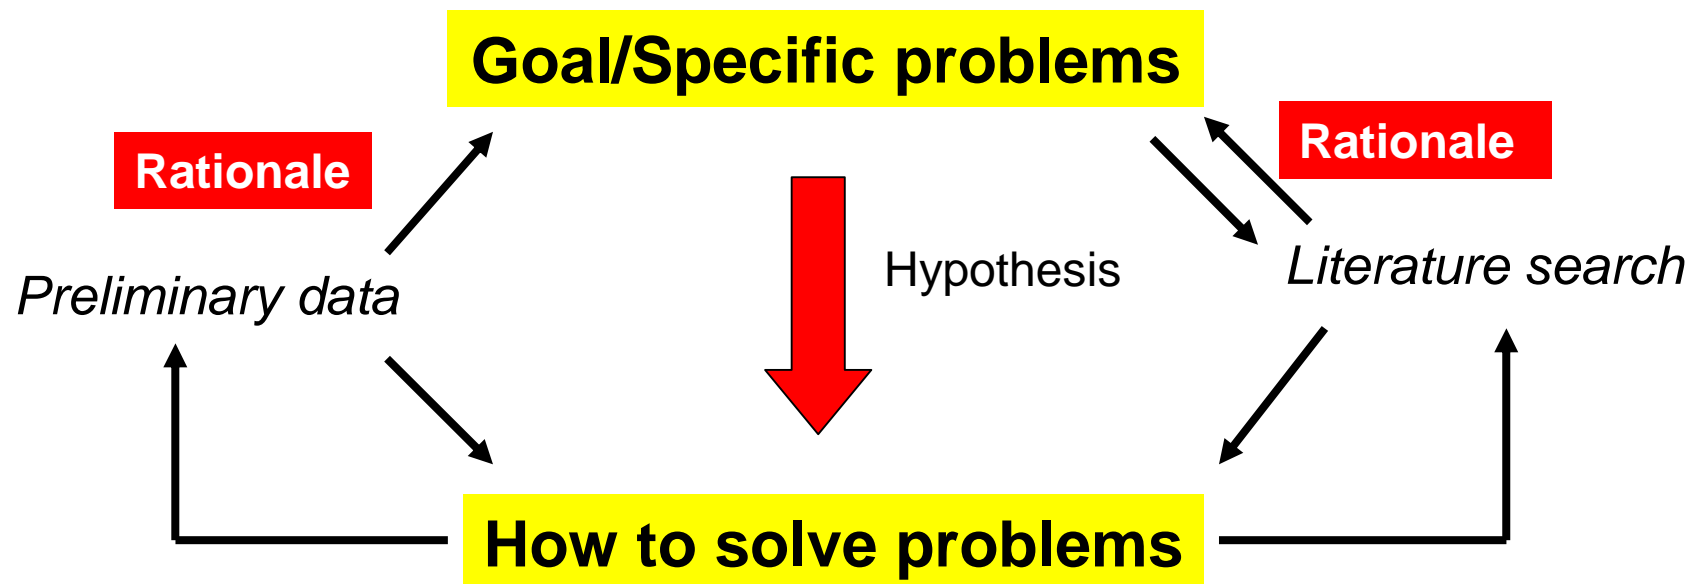 Goal/Specific problems
Rationale
Rationale
Preliminary data
Hypothesis
Literature search
How to solve problems